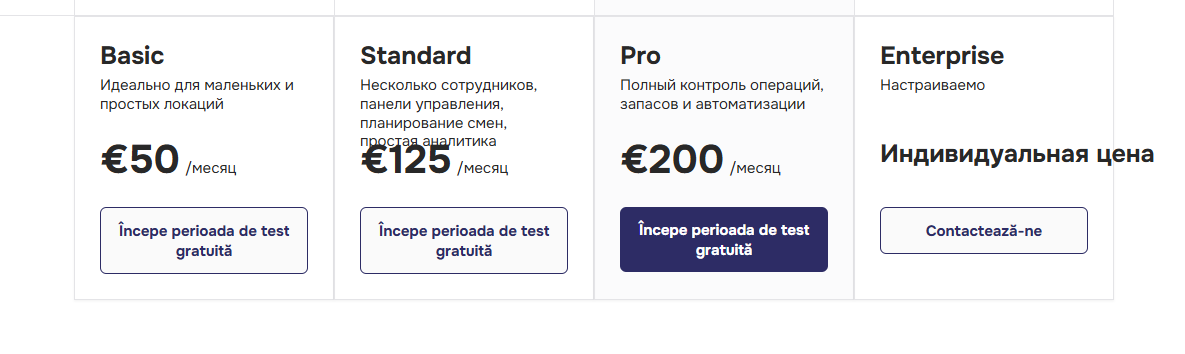 Basic
Идеально для маленьких и
простых локаций
€50 /месяц
Începe perioada de test
gratuită
Standard
Несколько сотрудников,
панели управления,
планирование смен,
простая аналитика
€125 /месяц
Începe perioada de test
gratuită
Pro
Полный контроль операций,
запасов и автоматизации
€200 /месяц
Începe perioada de test
gratuită
Enterprise
Настраиваемо
Индивидуальная цена
Contactează-ne